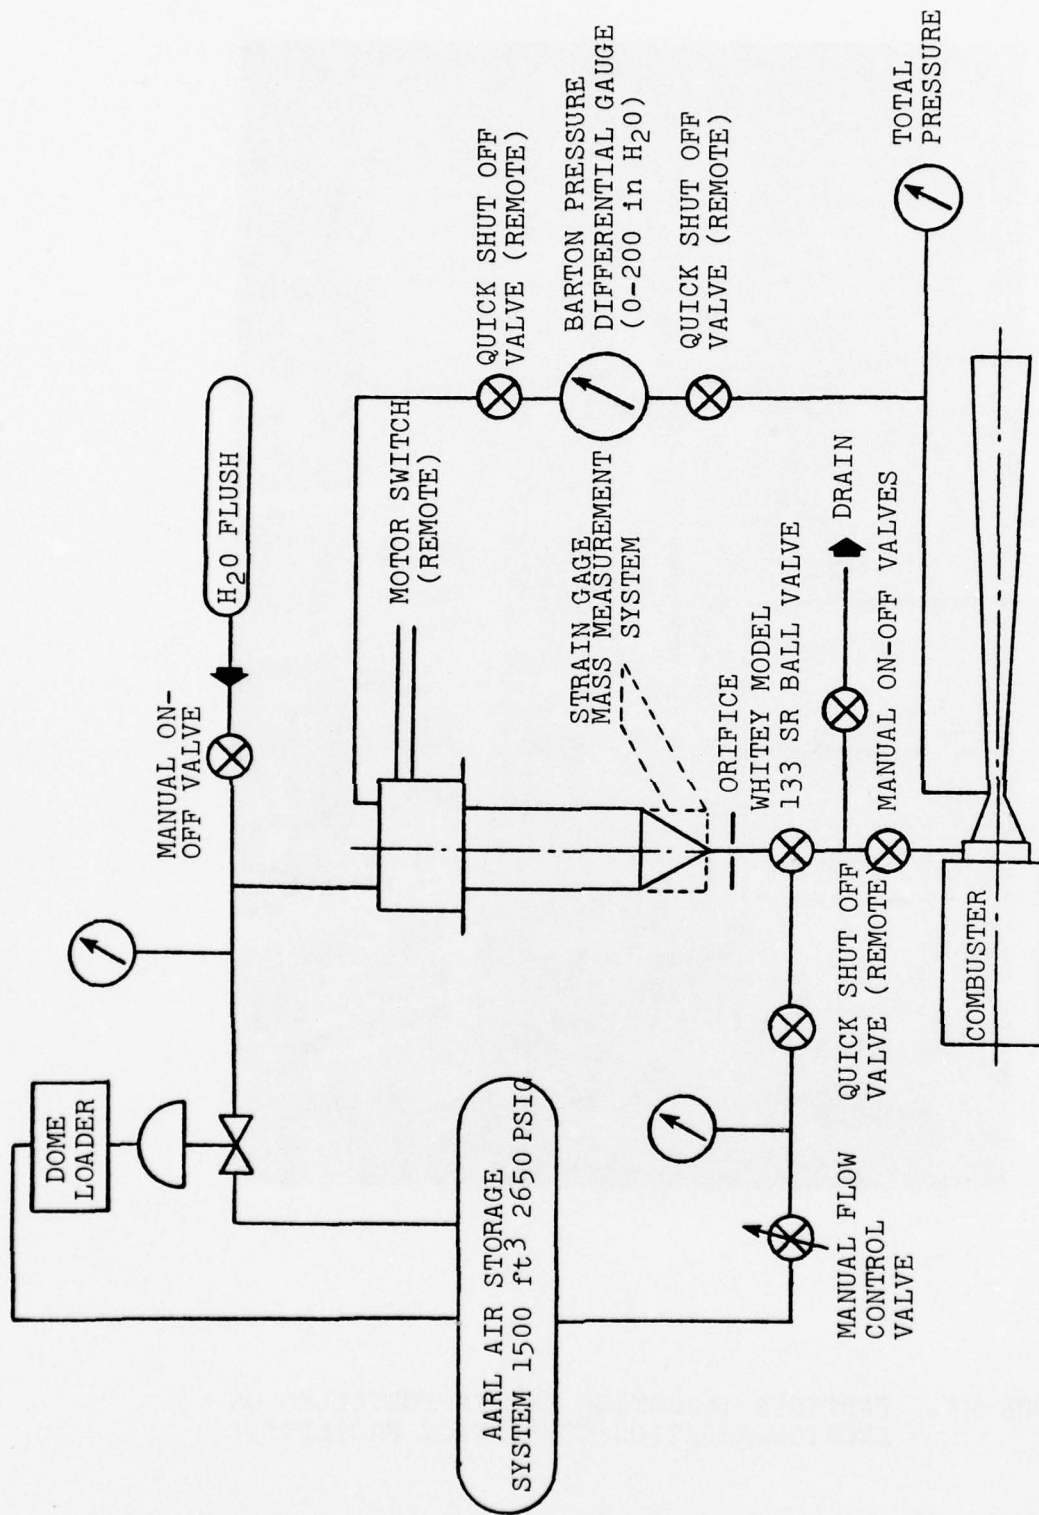 DOME
LOADER
AARL AIR STORAGE
SYSTEM 1500 ft3 2650 PSIG
MANUAL FLOW
CONTROL
VALVE
MANUAL ON-
OFF VALVE
H2O FLUSH
MOTOR SWITCH
(REMOTE)
QUICK SHUT OFF
VALVE (REMOTE)
BARTON PRESSURE
DIFFERENTIAL GAUGE
(0-200 in H2O)
QUICK SHUT OFF
VALVE (REMOTE)
STRAIN GAGE
MASS MEASUREMENT
SYSTEM
ORIFICE
WHITEY MODEL
133 SR BALL VALVE
DRAIN
MANUAL ON-OFF VALVES
QUICK SHUT OFF
VALVE (REMOTE)
COMBUSTER
TOTAL
PRESSURE